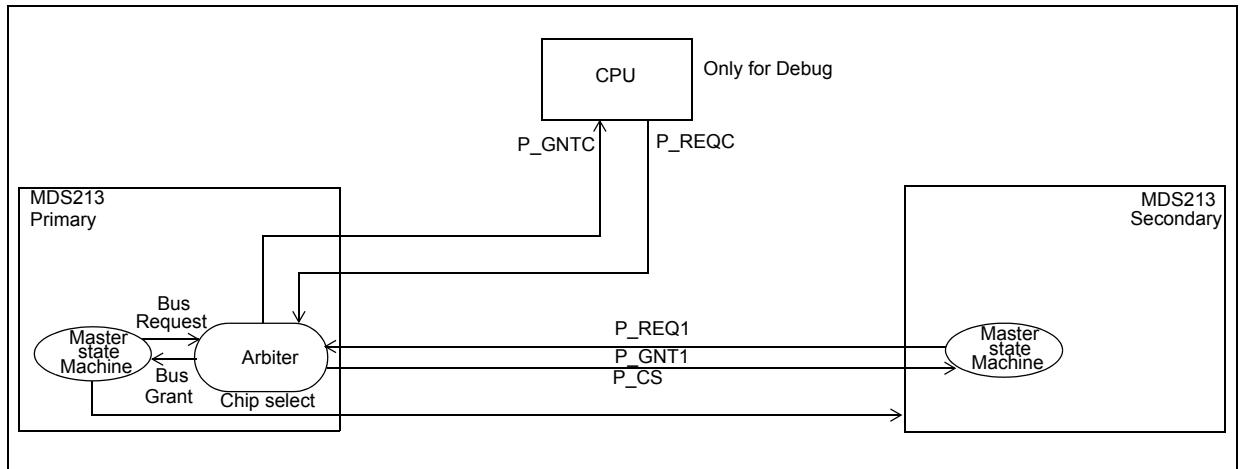 CPU
Only for Debug
P_GNTC
P_REQC
MDS213
Primary
MDS213
Secondary
Bus
Request
Master
state
Machine
Arbiter
Bus
Grant
Chip select
P_REQ1
P_GNT1
P_CS
Master
state
Machine